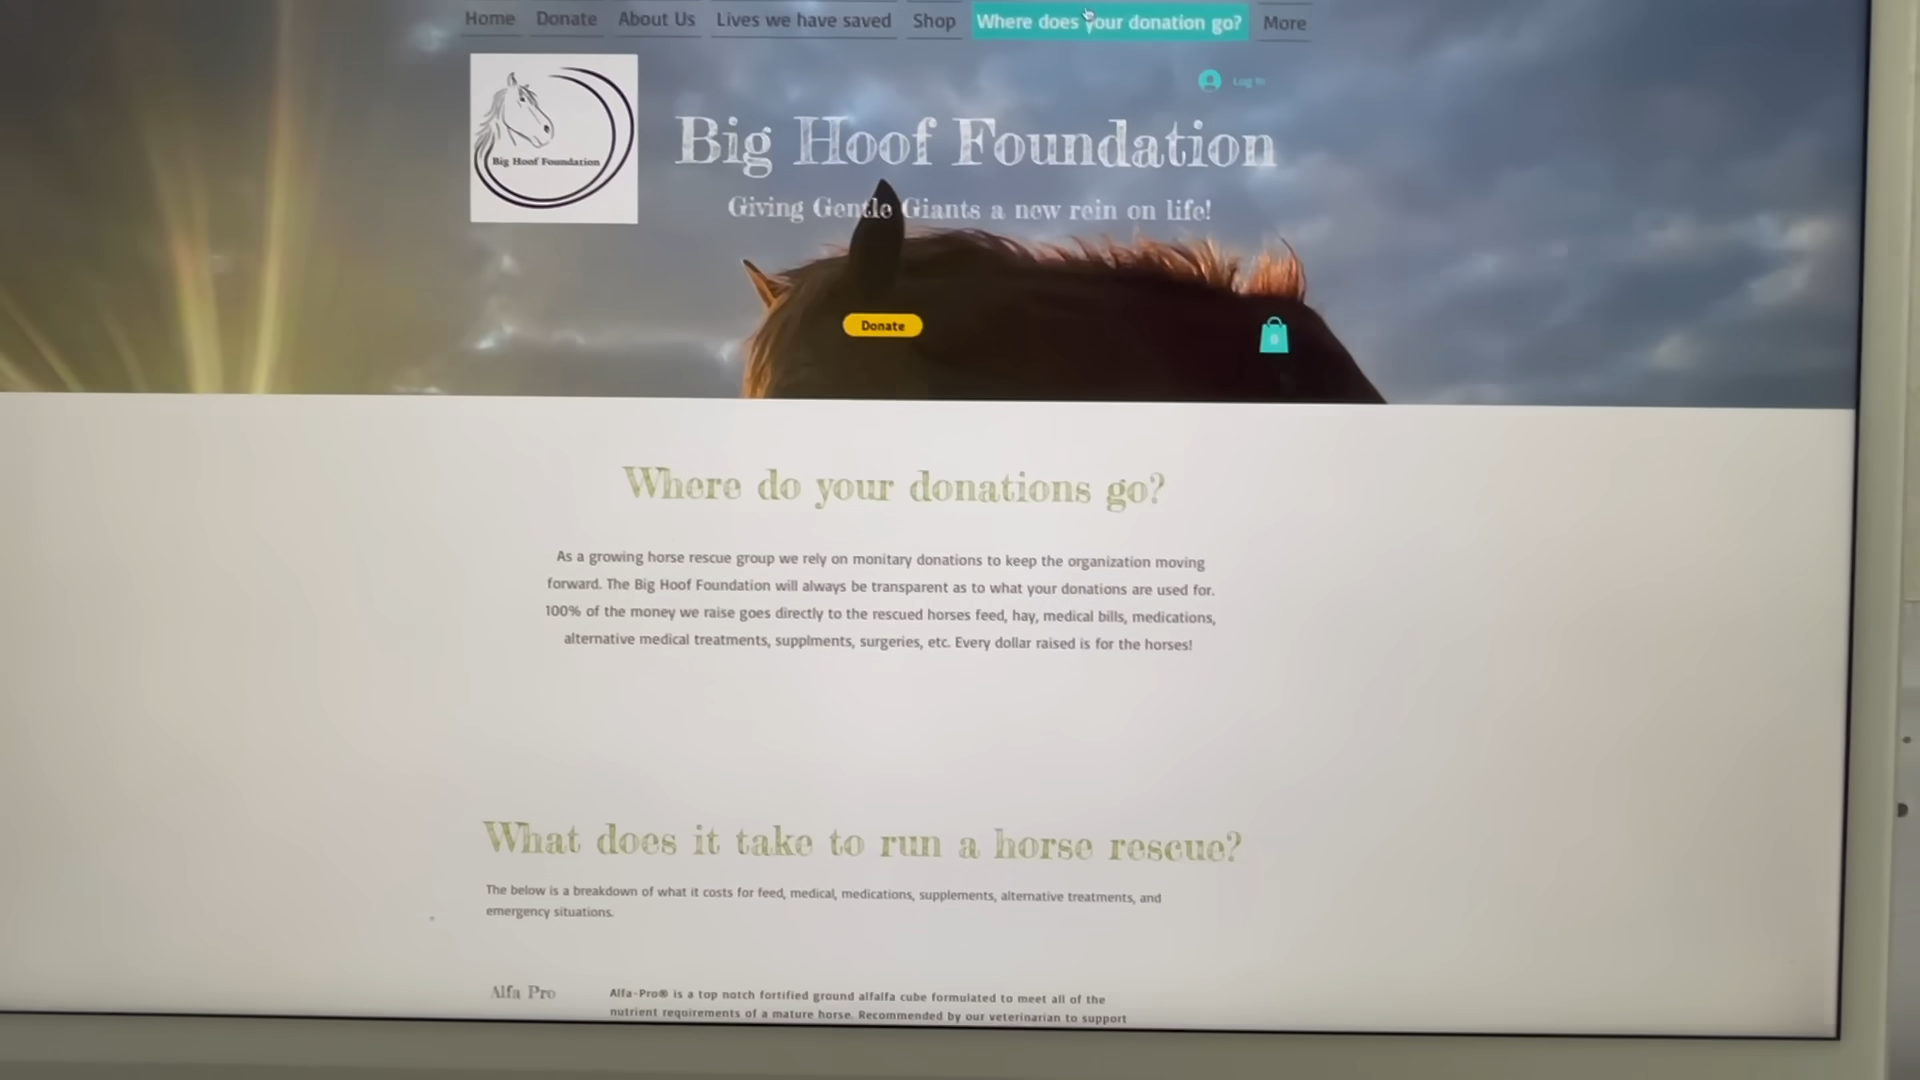 Home Donate About Us Lives we have saved Shop Where does your donation go? More
Log In
Big Hoof Foundation
Big Hoof Foundation
Giving Gentle Giants a new rein on life!
Donate
0
Where do your donations go?
As a growing horse rescue group we rely on monitary donations to keep the organization moving
forward. The Big Hoof Foundation will always be transparent as to what your donations are used for.
100% of the money we raise goes directly to the rescued horses feed, hay, medical bills, medications,
alternative medical treatments, supplments, surgeries, etc. Every dollar raised is for the horses!
What does it take to run a horse rescue?
The below is a breakdown of what it costs for feed, medical, medications, supplements, alternative treatments, and
emergency situations.
Alfa Pro
Alfa-Pro® is a top notch fortified ground alfalfa cube formulated to meet all of the
nutrient requirements of a mature horse. Recommended by our veterinarian to support